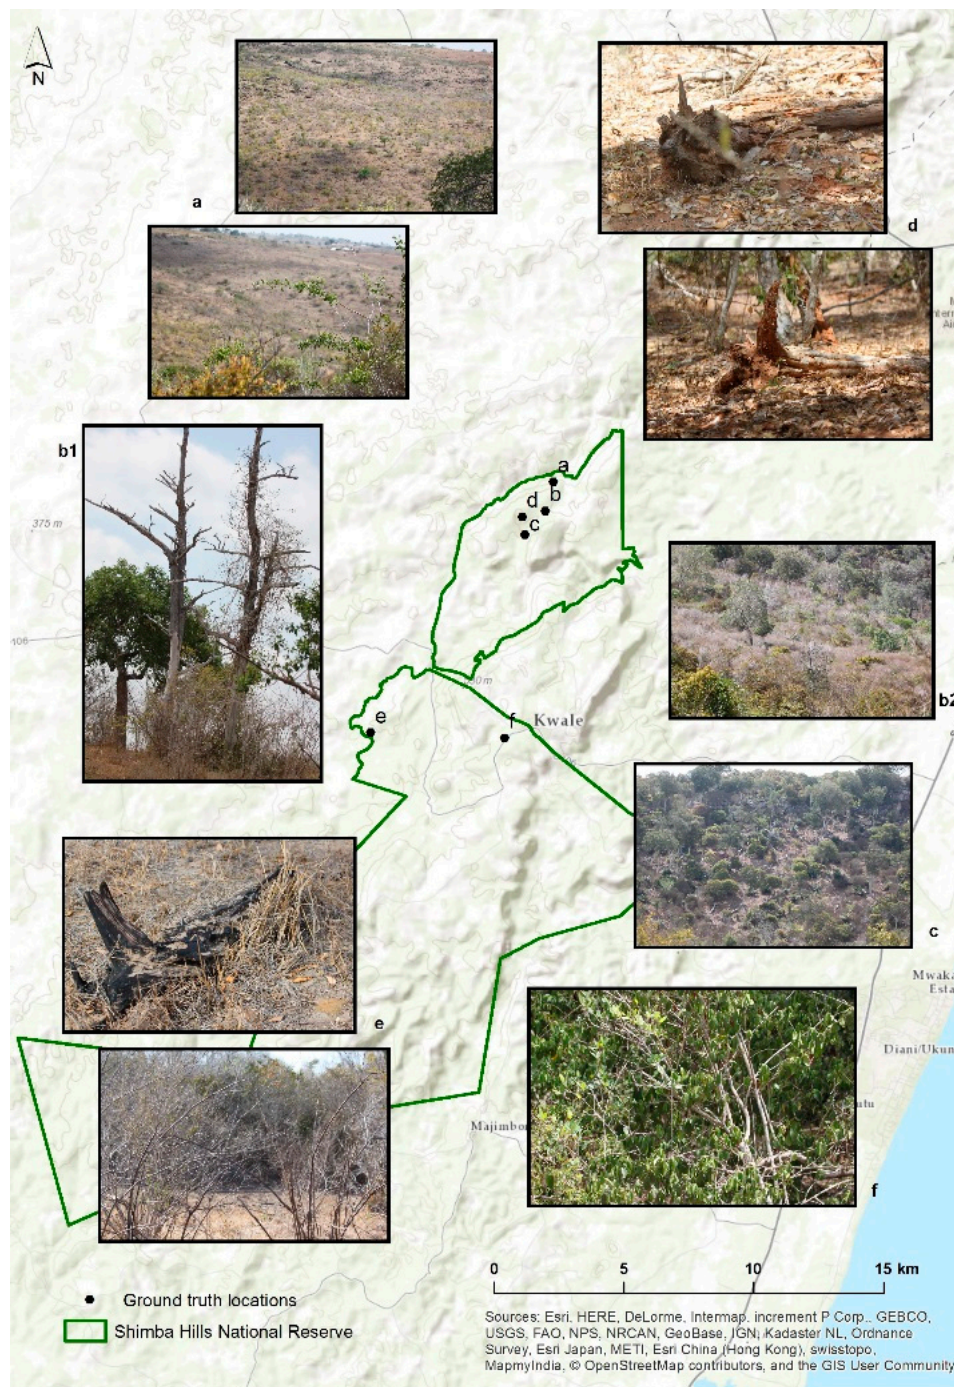 N
a
d
b1
a
b
d
c
375 m
e
f
Kwale
b2
c
e
Mwaka
Esta
Diani/Ukun
utu
Majimbor
f
0 5 10 15 km
Ground truth locations
Shimba Hills National Reserve
Sources: Esri, HERE, DeLorme, Intermap, increment P Corp., GEBCO,
USGS, FAO, NPS, NRCAN, GeoBase, IGN, Kadaster NL, Ordnance
Survey, Esri Japan, METI, Esri China (Hong Kong), swisstopo,
MapmyIndia, © OpenStreetMap contributors, and the GIS User Community